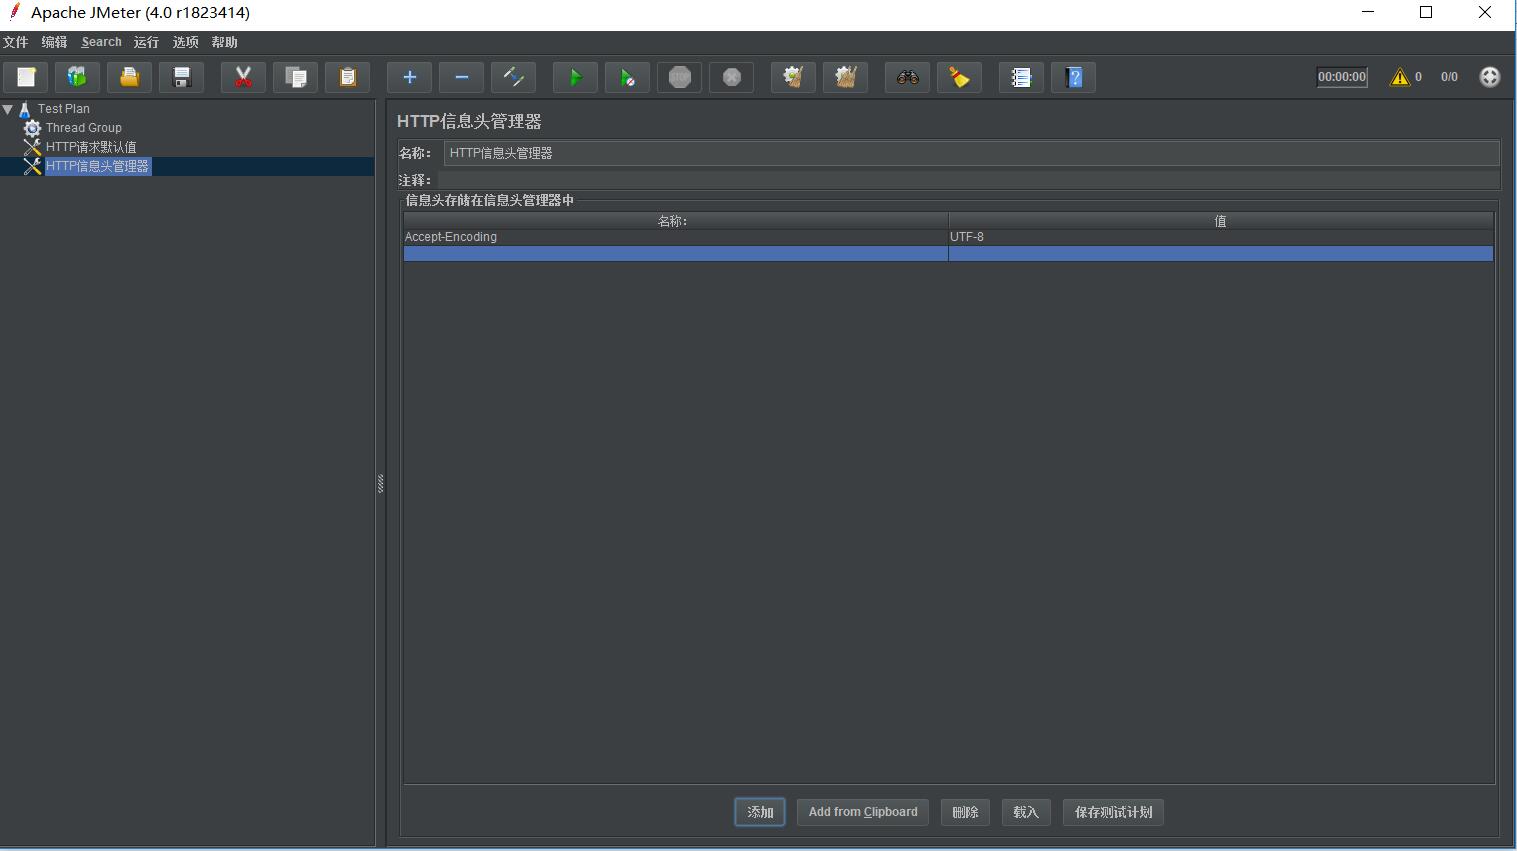 Apache JMeter (4.0 r1823414)
文件 编辑 Search 运行 选项 帮助
STOP 00:00:00 0 0/0
Test Plan
Thread Group
HTTP请求默认值
HTTP信息头管理器
HTTP信息头管理器
名称: HTTP信息头管理器
注释:
信息头存储在信息头管理器中
名称: 值
Accept-Encoding UTF-8
添加 Add from Clipboard 删除 载入 保存测试计划